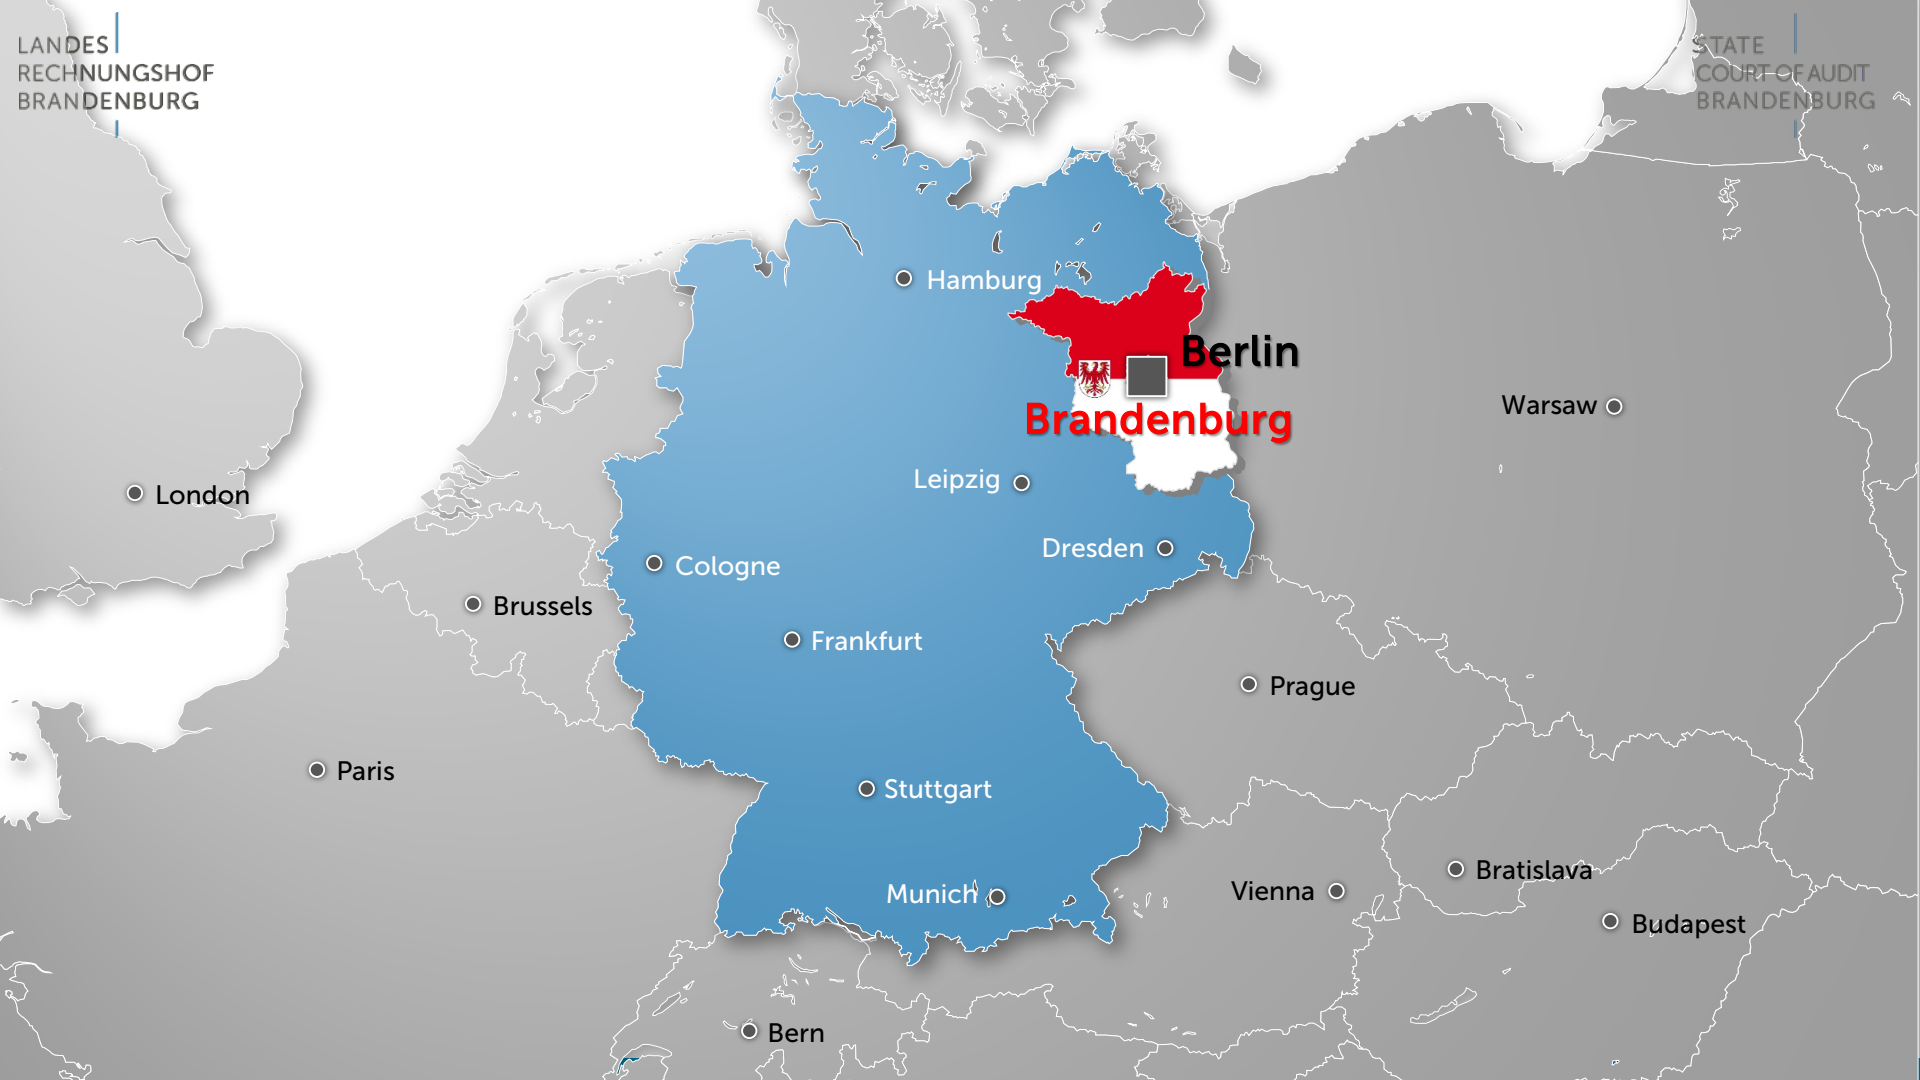 LANDES
RECHNUNGSHOF
BRANDENBURG
STATE
COURT OF AUDIT
BRANDENBURG
Hamburg
Berlin
Warsaw
Brandenburg
Leipzig
London
Dresden
Cologne
Brussels
Frankfurt
Prague
Paris
Stuttgart
Bratislava
Munich
Vienna
Budapest
Bern